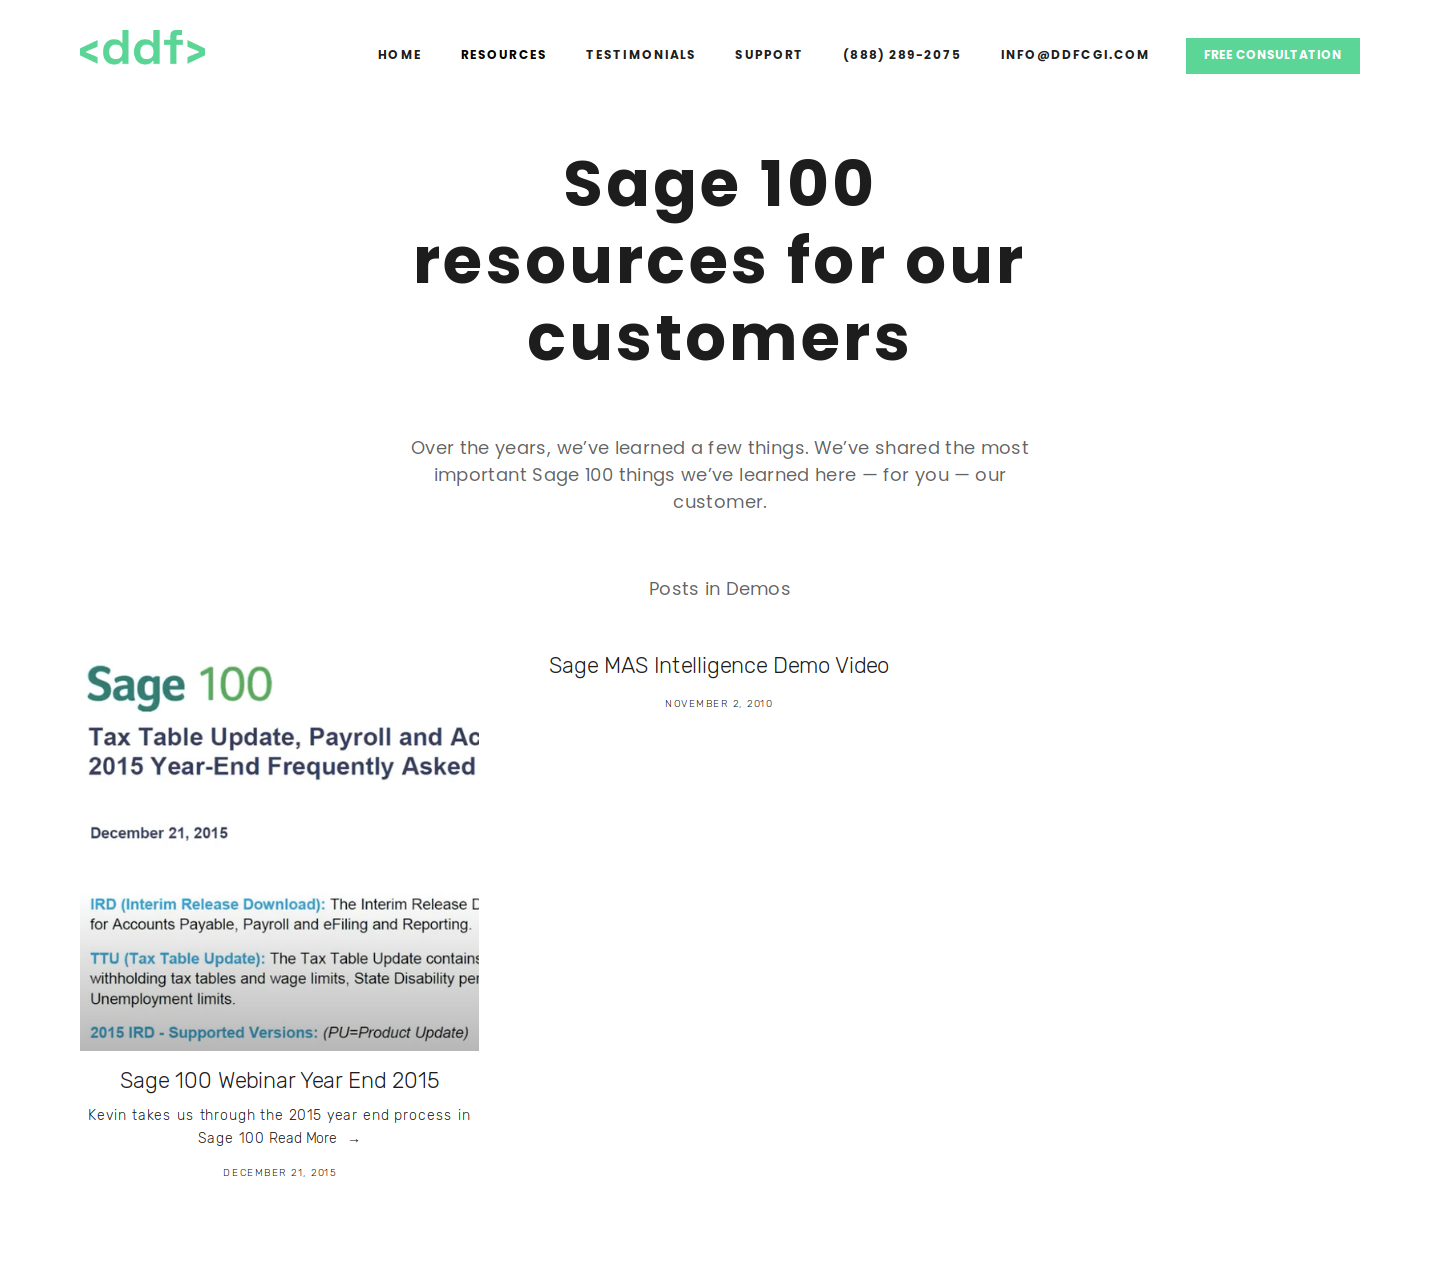 <ddf>
HOME RESOURCES TESTIMONIALS SUPPORT (888) 289-2075 INFO@DDFCGI.COM FREE CONSULTATION
Sage 100
resources for our
customers
Over the years, we’ve learned a few things. We’ve shared the most
important Sage 100 things we’ve learned here — for you — our
customer.
Posts in Demos
Sage 100
Tax Table Update, Payroll and Ac
2015 Year-End Frequently Asked
December 21, 2015
IRD (Interim Release Download): The Interim Release D
for Accounts Payable, Payroll and eFiling and Reporting.
TTU (Tax Table Update): The Tax Table Update contains
withholding tax tables and wage limits, State Disability per
Unemployment limits.
2015 IRD - Supported Versions: (PU=Product Update)
Sage 100 Webinar Year End 2015
Kevin takes us through the 2015 year end process in
Sage 100 Read More →
DECEMBER 21, 2015
Sage MAS Intelligence Demo Video
NOVEMBER 2, 2010